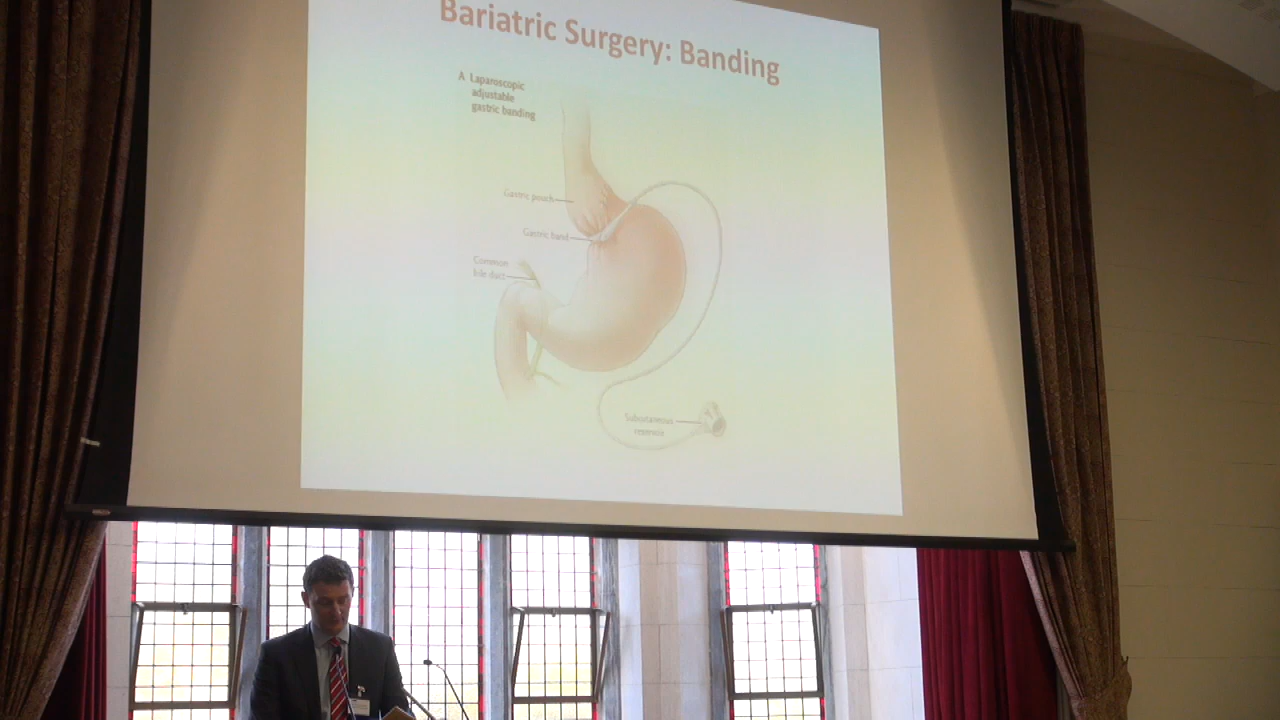 Bariatric Surgery: Banding
A Laparoscopic
adjustable
gastric banding
Gastric pouch
Gastric band
Common
bile duct
Subcutaneous
reservoir